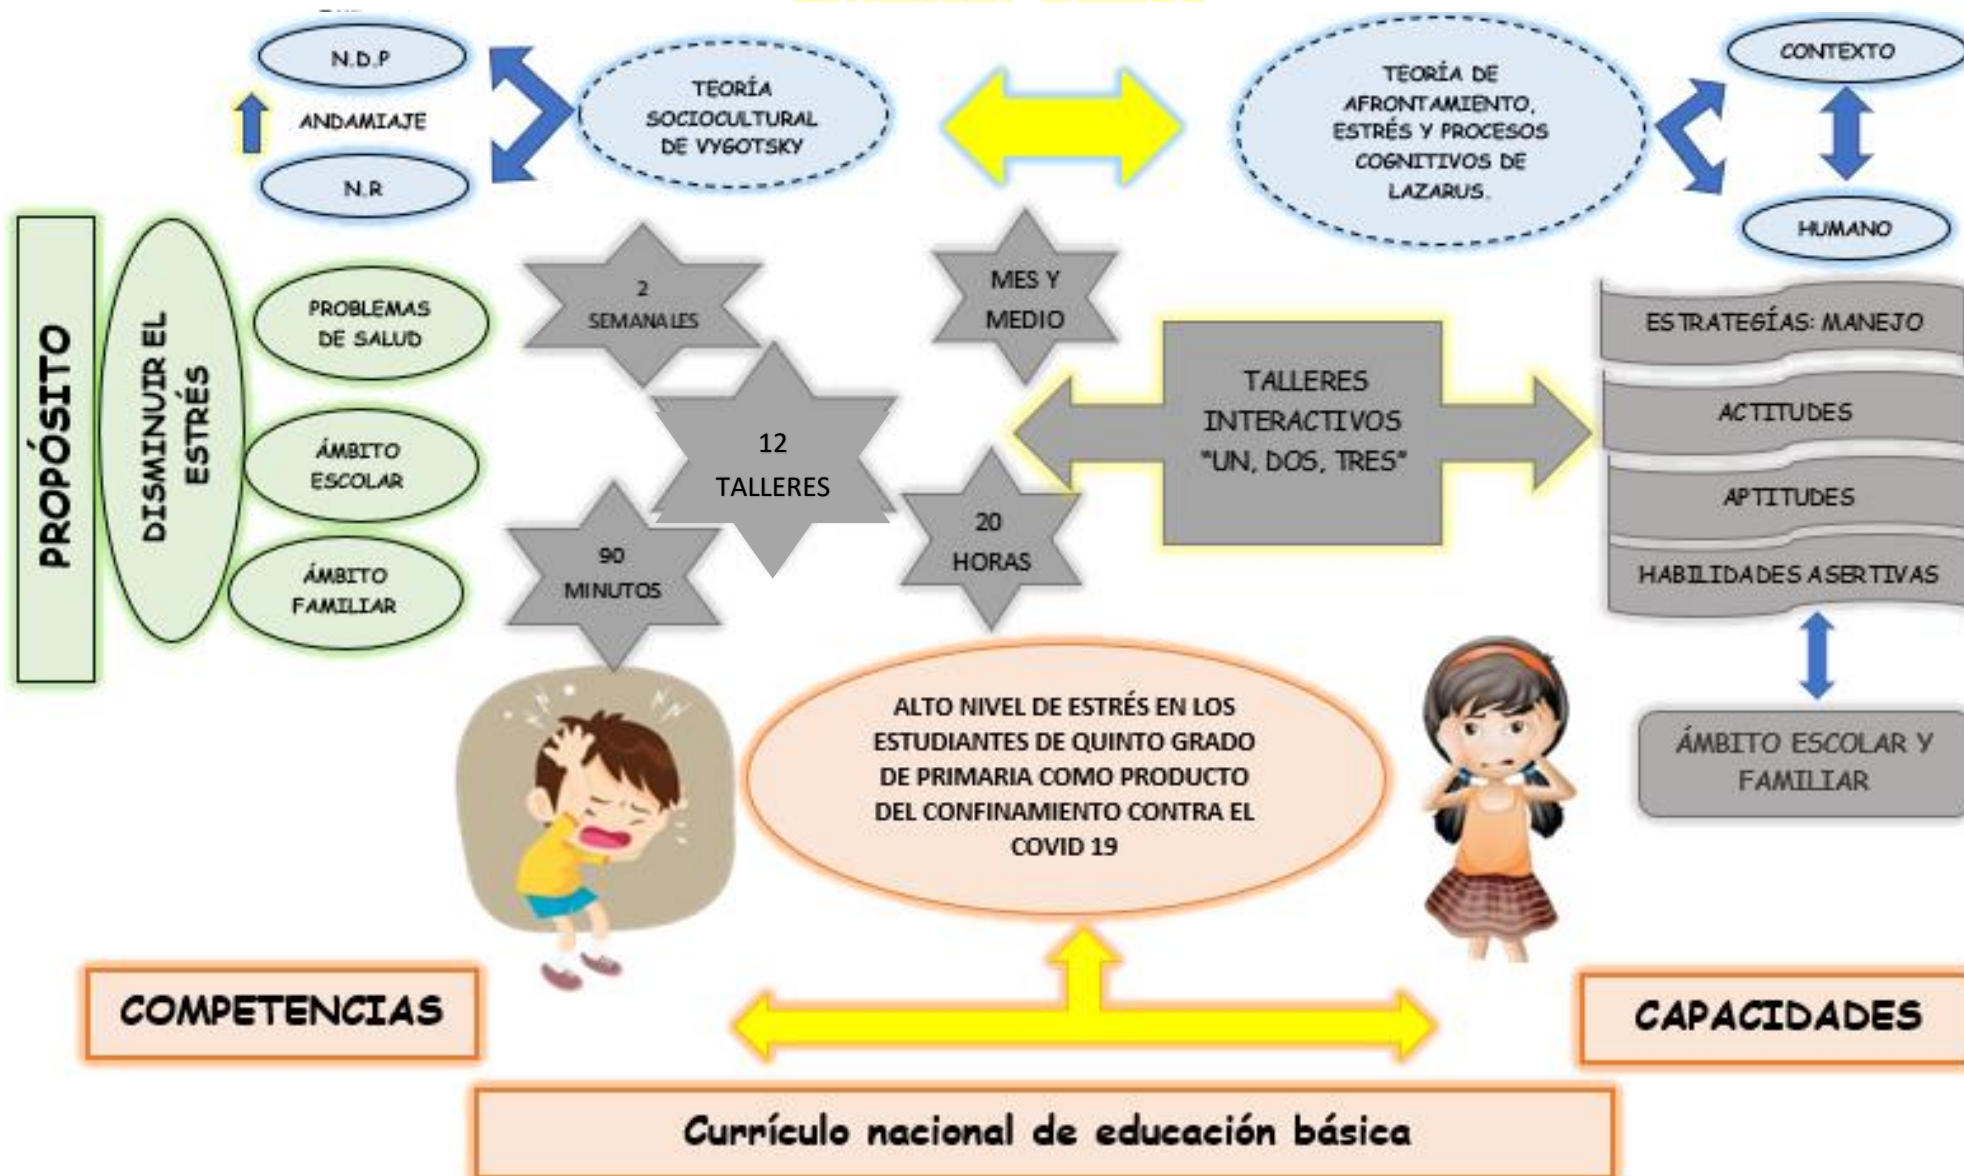 N.D.P
ANDAMIAJE
N.R
TEORÍA
SOCIOCULTURAL
DE VYGOTSKY
TEORÍA DE
AFRONTAMIENTO,
ESTRÉS Y PROCESOS
COGNITIVOS DE
LAZARUS.
CONTEXTO
HUMANO
PROPÓSITO
DISMINUIR EL
ESTRÉS
PROBLEMAS
DE SALUD
ÁMBITO
ESCOLAR
ÁMBITO
FAMILIAR
2
SEMANALES
MES Y
MEDIO
12
TALLERES
90
MINUTOS
20
HORAS
TALLERES
INTERACTIVOS
"UN, DOS, TRES"
ESTRATEGÍAS: MANEJO
ACTITUDES
APTITUDES
HABILIDADES ASERTIVAS
ÁMBITO ESCOLAR Y
FAMILIAR
ALTO NIVEL DE ESTRÉS EN LOS
ESTUDIANTES DE QUINTO GRADO
DE PRIMARIA COMO PRODUCTO
DEL CONFINAMIENTO CONTRA EL
COVID 19
COMPETENCIAS
CAPACIDADES
Currículo nacional de educación básica